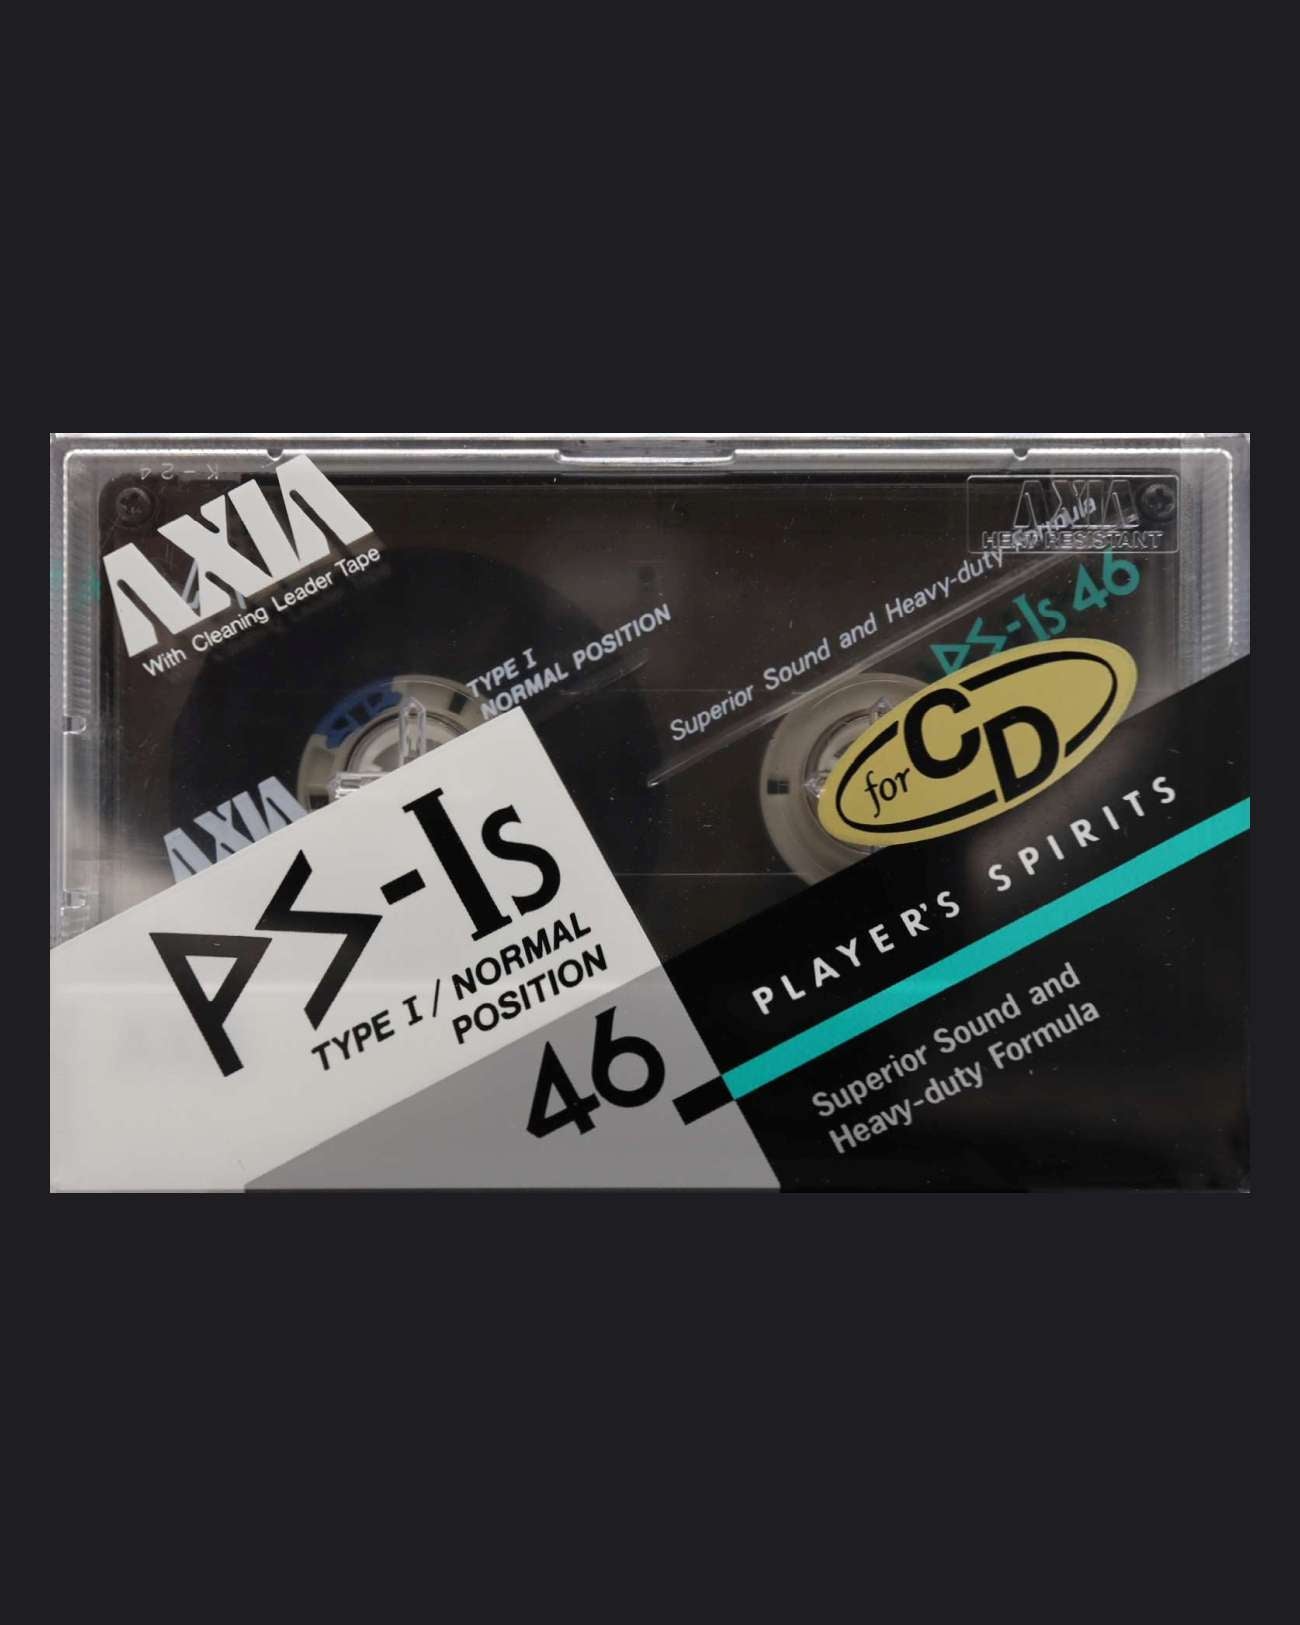 K-24
AXIA
With Cleaning Leader Tape
AXIA
HEAT RESISTANT
Superior Sound and Heavy-duty Formula
PS-Is 46
TYPE I
NORMAL POSITION
AXIA
for CD
PS-Is
TYPE I / NORMAL
POSITION
46
PLAYER'S SPIRITS
Superior Sound and
Heavy-duty Formula